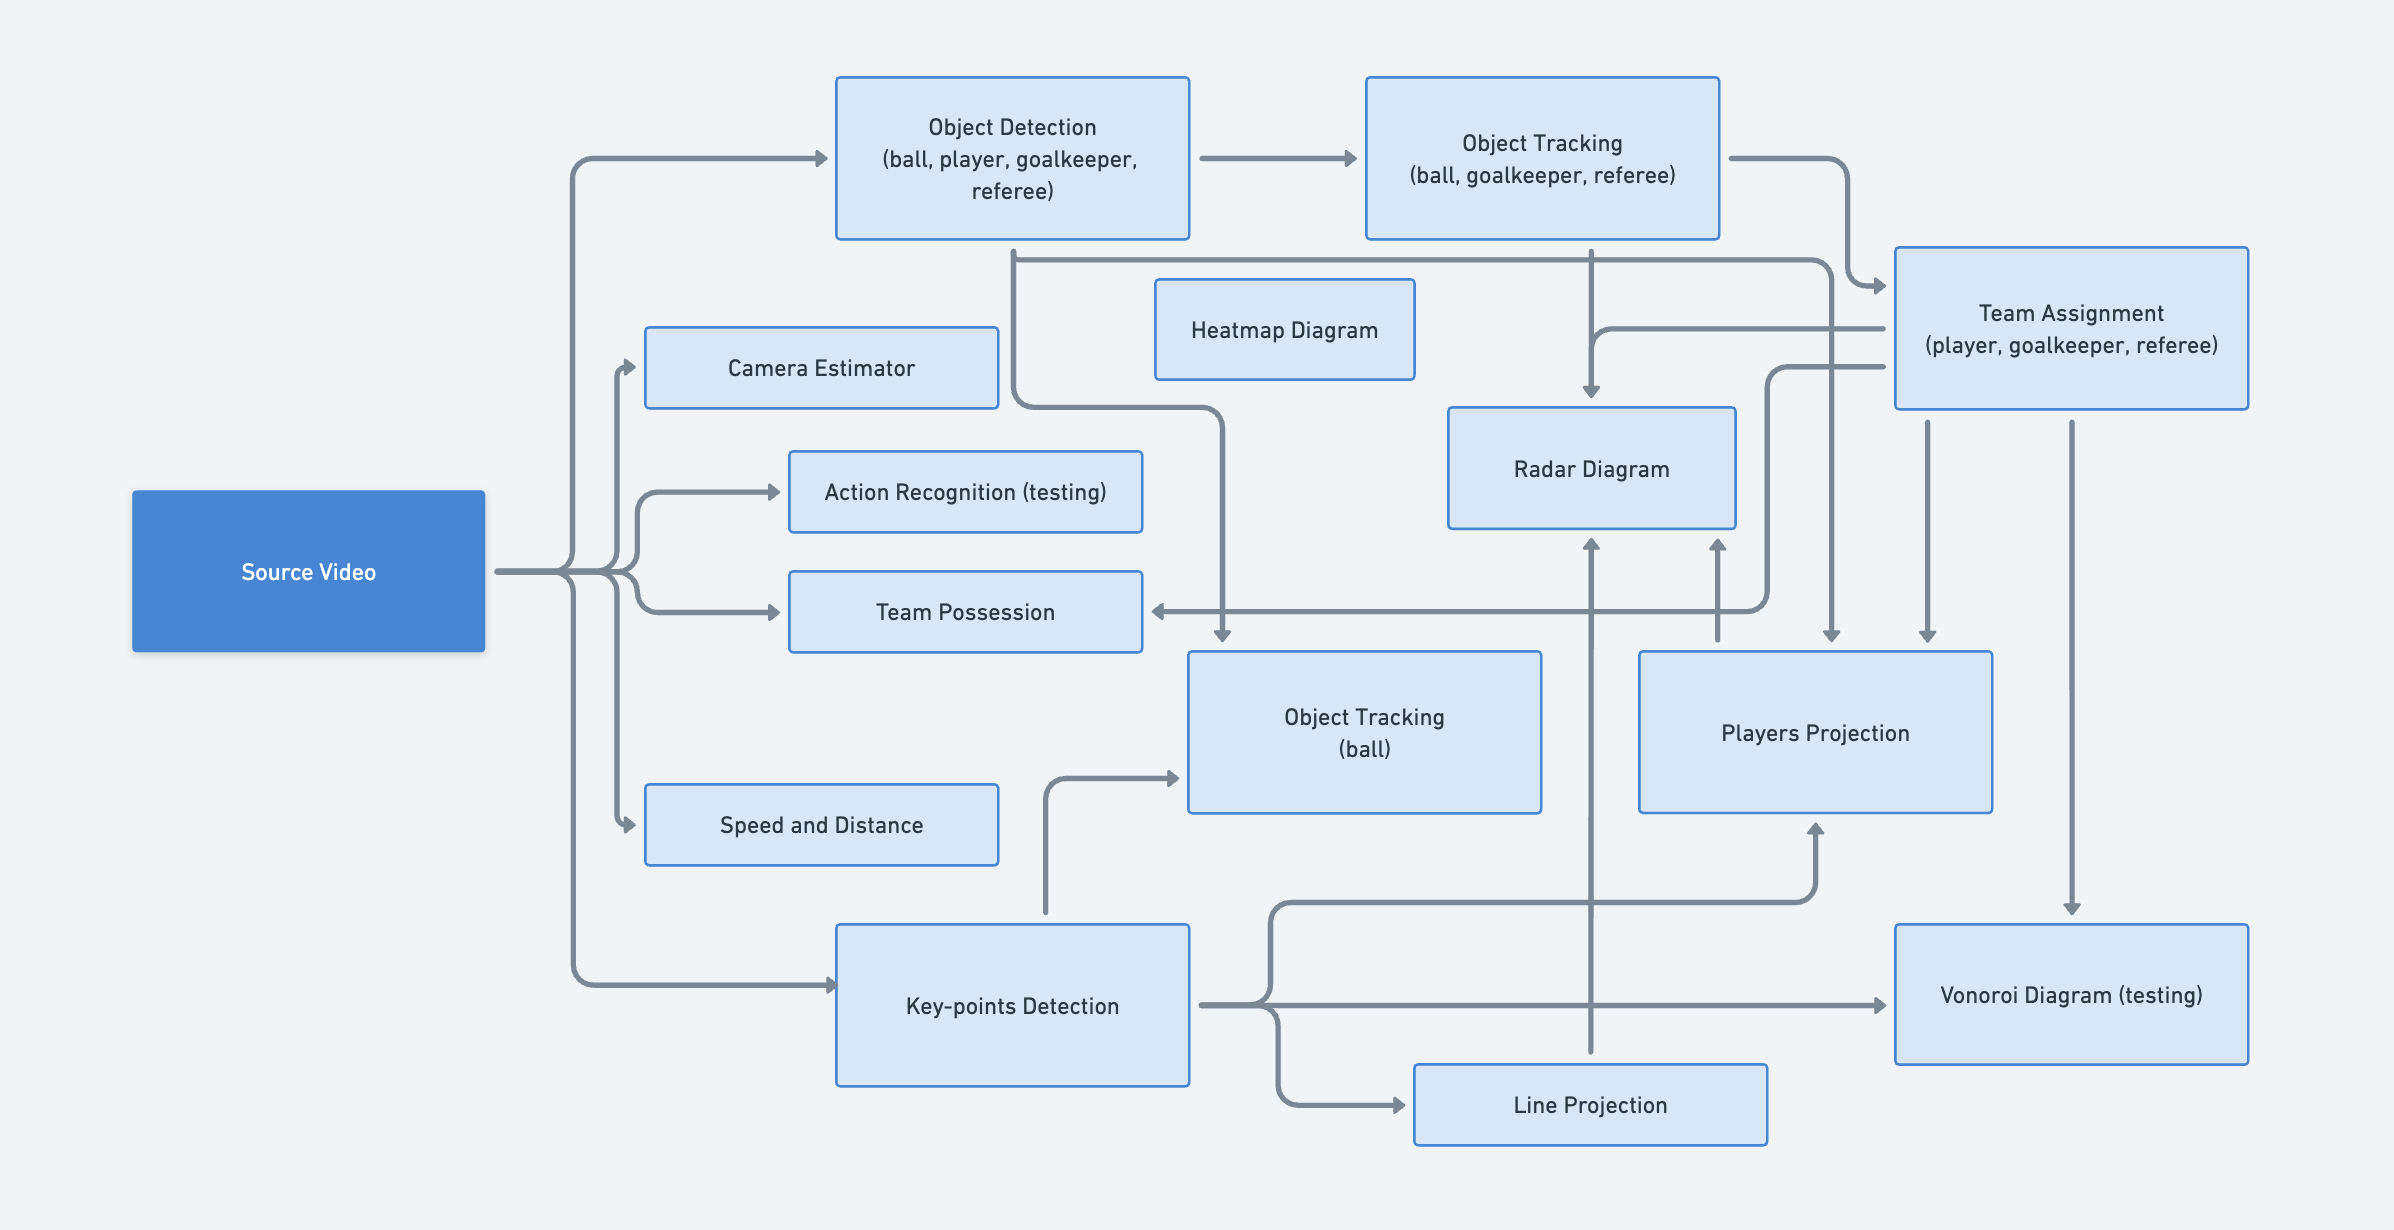 Object Detection
(ball, player, goalkeeper,
referee)
Object Tracking
(ball, goalkeeper, referee)
Team Assignment
(player, goalkeeper, referee)
Heatmap Diagram
Camera Estimator
Radar Diagram
Action Recognition (testing)
Source Video
Team Possession
Object Tracking
(ball)
Players Projection
Speed and Distance
Key-points Detection
Vonoroi Diagram (testing)
Line Projection